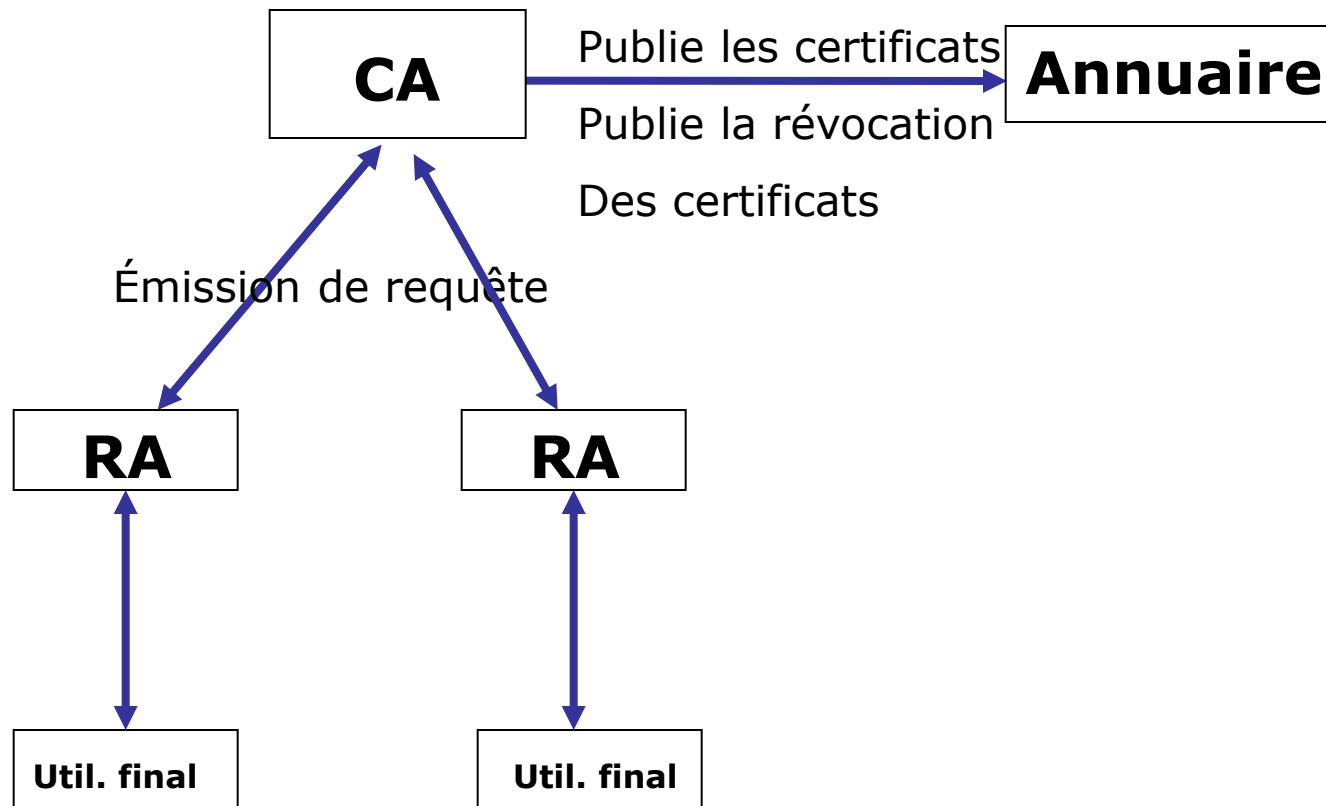 CA
Publie les certificats
Annuaire
Publie la révocation
Des certificats
Émission de requête
RA
RA
Util. final
Util. final